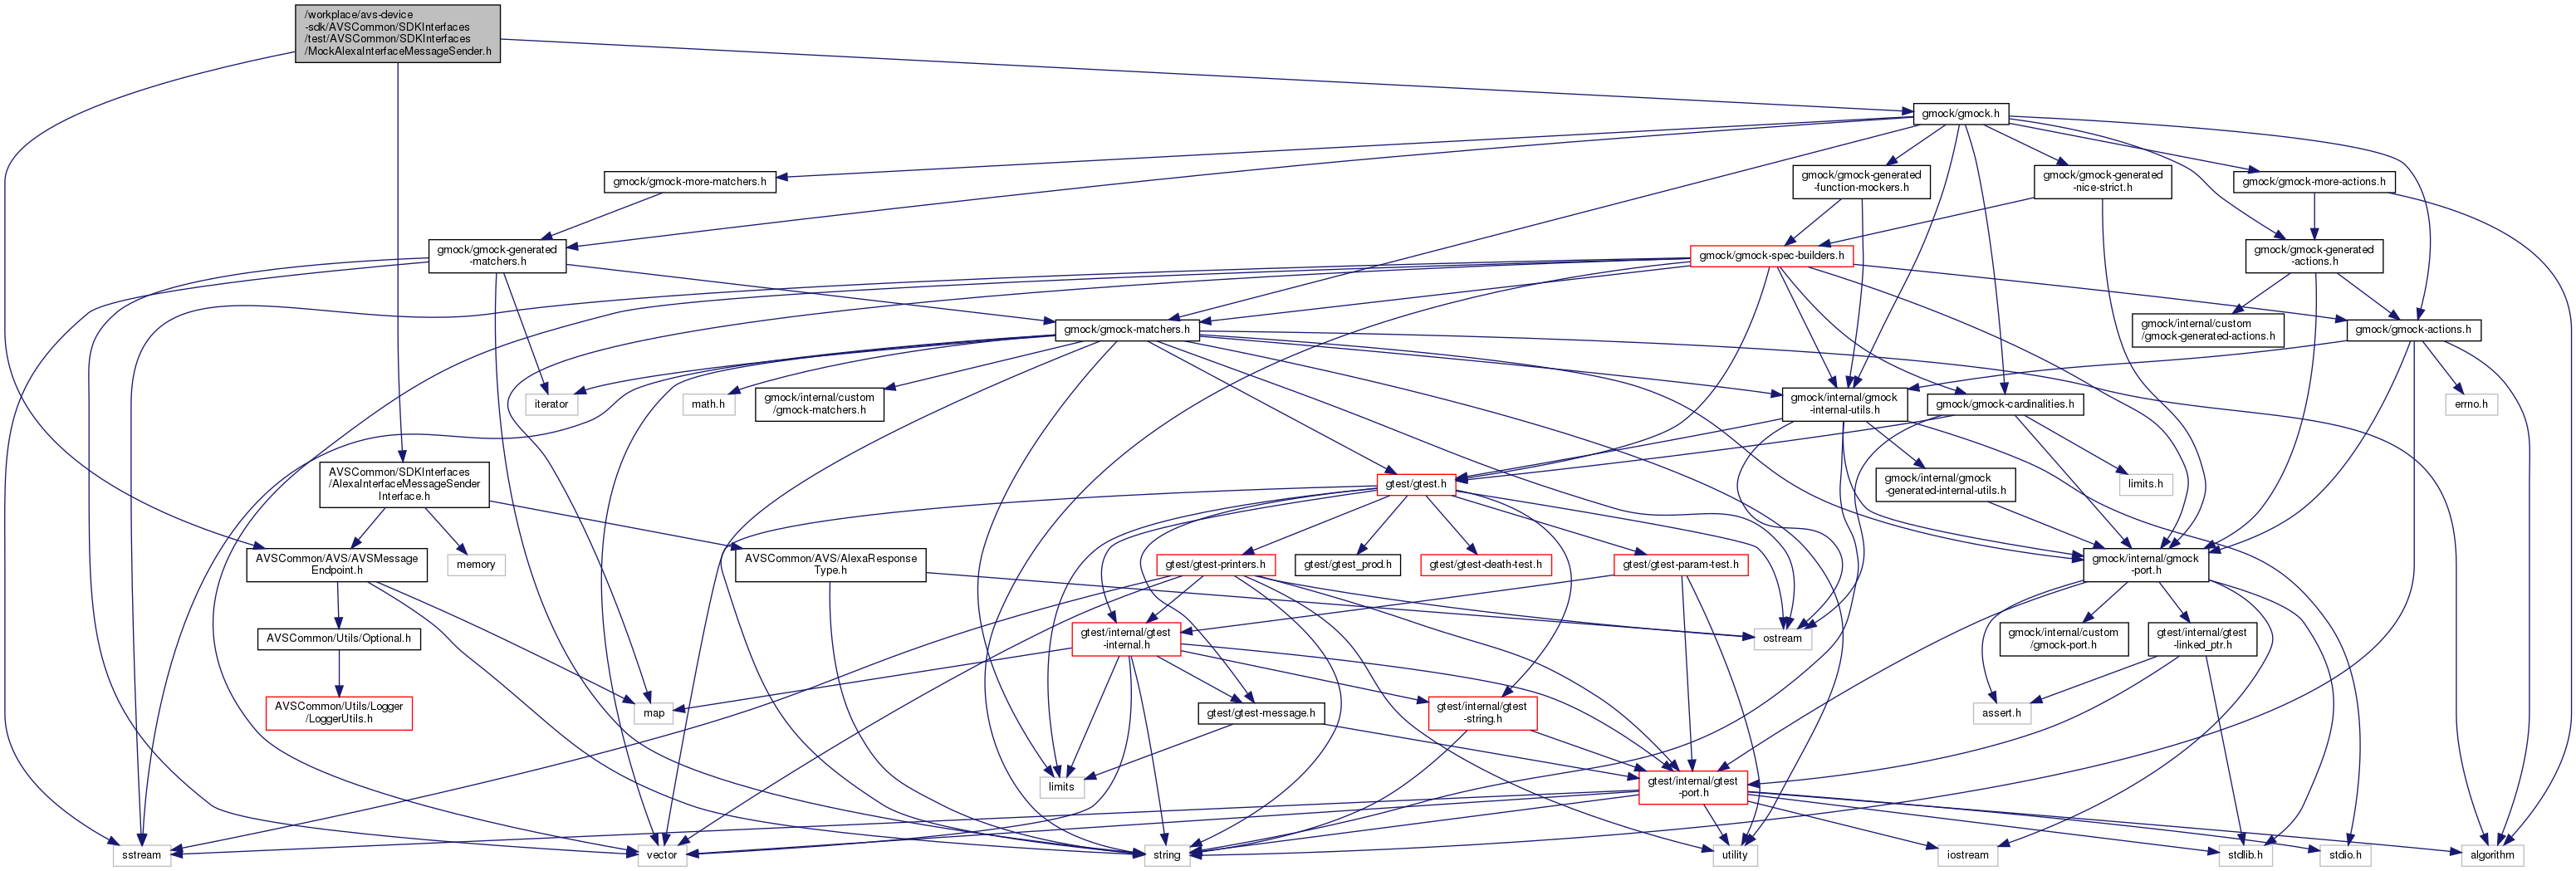 /workplace/avs-device
-sdk/AVSCommon/SDKInterfaces
/test/AVSCommon/SDKInterfaces
/MockAlexaInterfaceMessageSender.h
gmock/gmock.h
gmock/gmock-more-matchers.h
gmock/gmock-generated
-function-mockers.h
gmock/gmock-generated
-nice-strict.h
gmock/gmock-more-actions.h
gmock/gmock-generated
-matchers.h
gmock/gmock-spec-builders.h
gmock/gmock-generated
-actions.h
gmock/gmock-matchers.h
gmock/internal/custom
/gmock-generated-actions.h
gmock/gmock-actions.h
iterator
math.h
gmock/internal/custom
/gmock-matchers.h
gmock/internal/gmock
-internal-utils.h
gmock/gmock-cardinalities.h
errno.h
AVSCommon/SDKInterfaces
/AlexaInterfaceMessageSender
Interface.h
gtest/gtest.h
gmock/internal/gmock
-generated-internal-utils.h
limits.h
AVSCommon/AVS/AVSMessage
Endpoint.h
memory
AVSCommon/AVS/AlexaResponse
Type.h
gtest/gtest-printers.h
gtest/gtest_prod.h
gtest/gtest-death-test.h
gtest/gtest-param-test.h
gmock/internal/gmock
-port.h
AVSCommon/Utils/Optional.h
gtest/internal/gtest
-internal.h
ostream
gmock/internal/custom
/gmock-port.h
gtest/internal/gtest
-linked_ptr.h
AVSCommon/Utils/Logger
/LoggerUtils.h
map
gtest/gtest-message.h
gtest/internal/gtest
-string.h
assert.h
limits
gtest/internal/gtest
-port.h
sstream
vector
string
utility
iostream
stdlib.h
stdio.h
algorithm